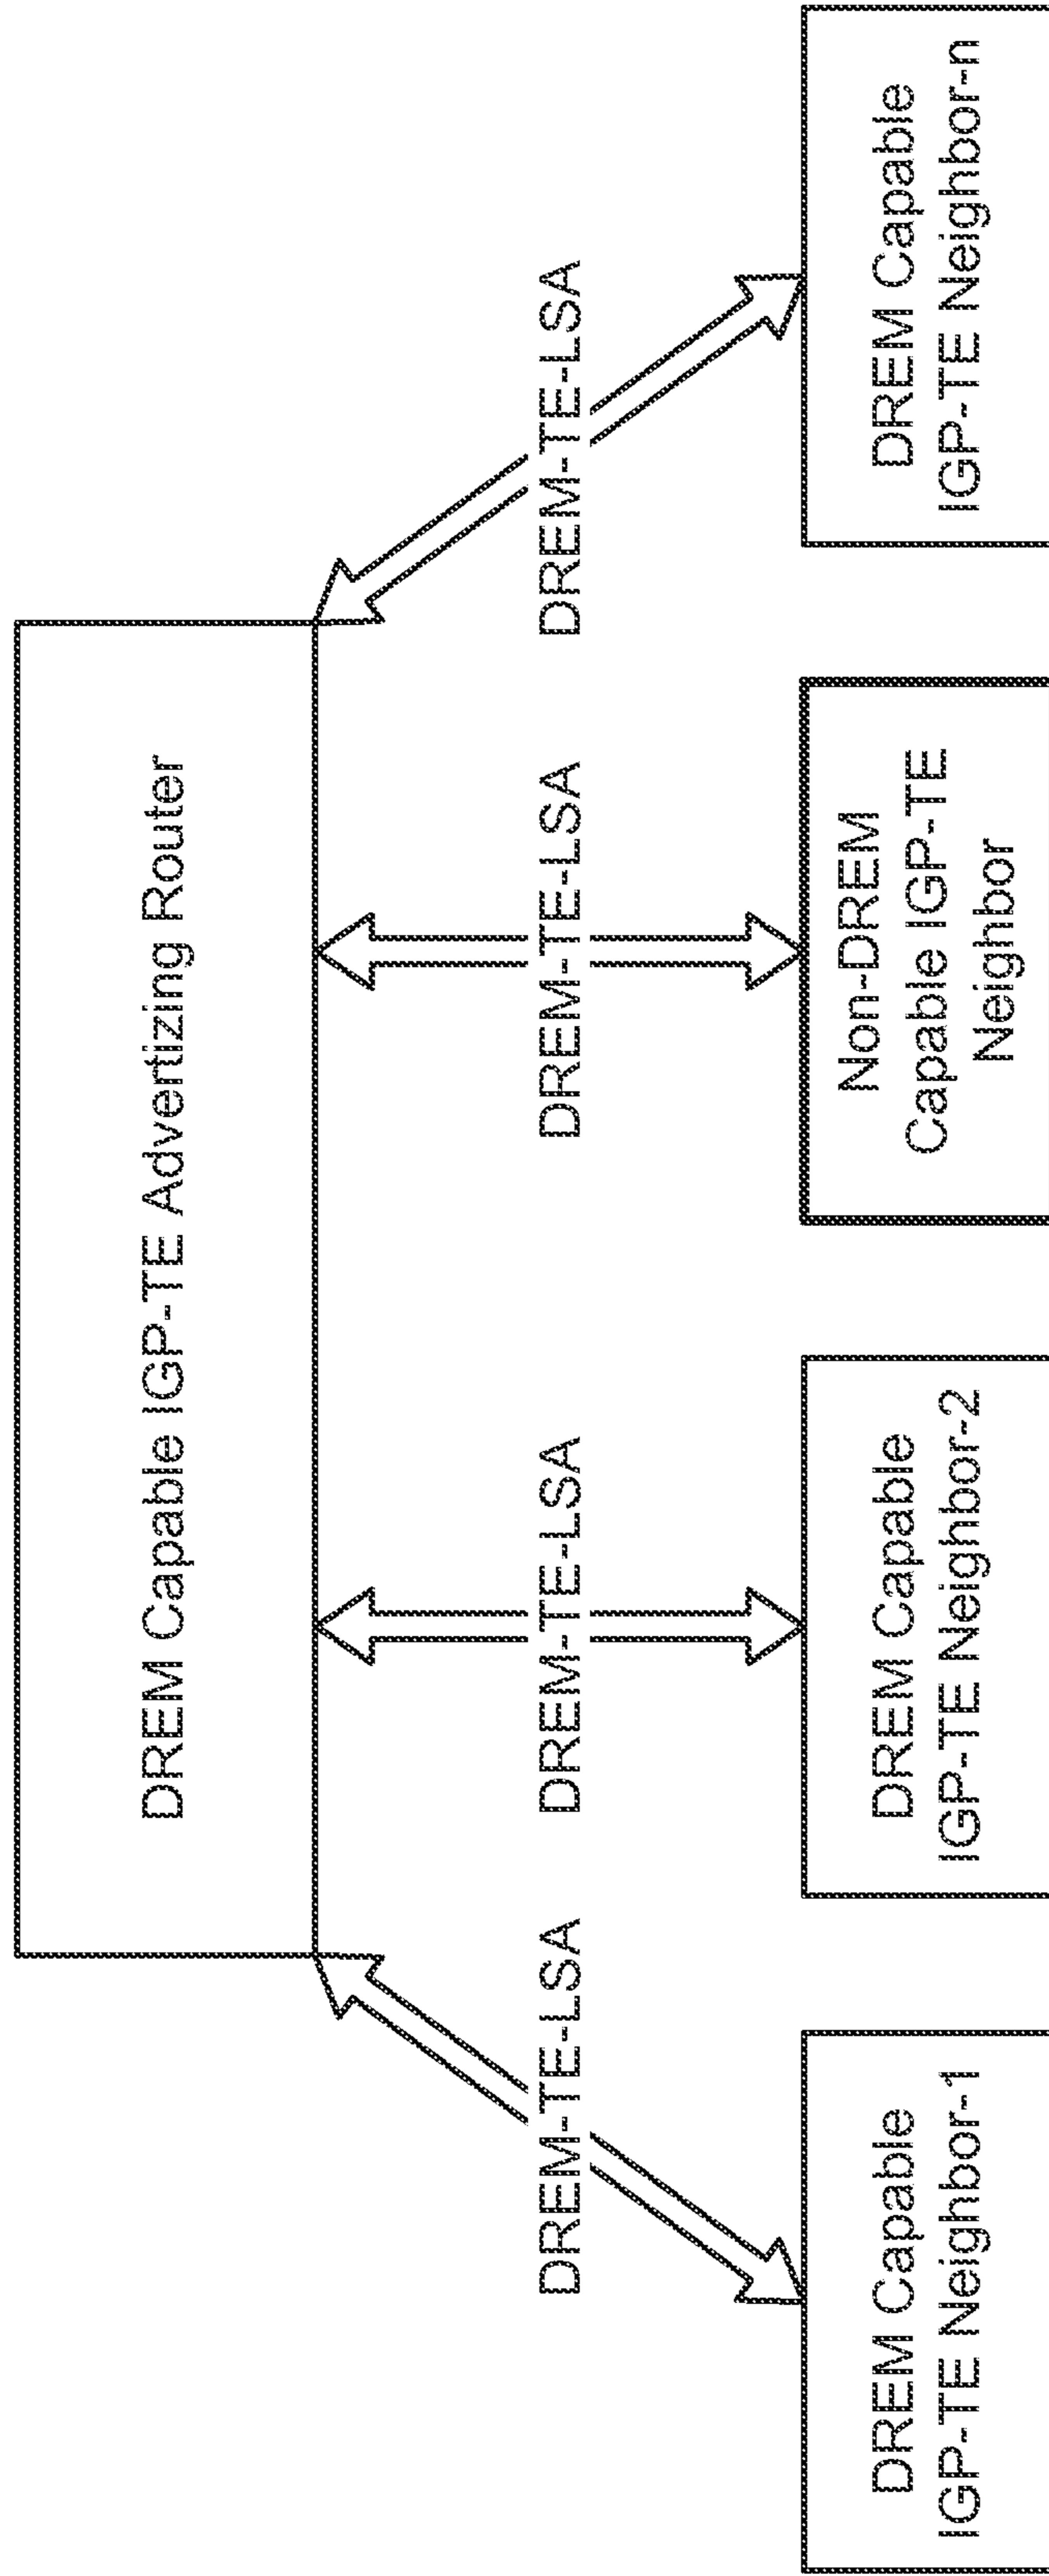 DREM Capable IGP-TE Advertizing Router
DREM-TE-LSA
DREM-TE-LSA
DREM-TE-LSA
DREM-TE-LSA
DREM Capable
IGP-TE Neighbor-1
DREM Capable
IGP-TE Neighbor-2
Non-DREM
Capable IGP-TE
Neighbor
DREM Capable
IGP-TE Neighbor-n